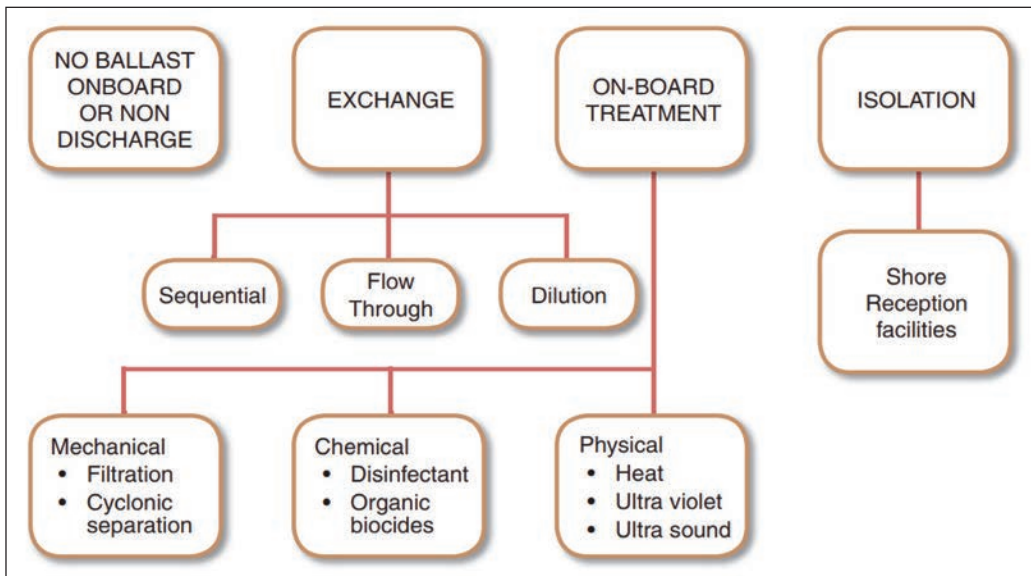 NO BALLAST
ONBOARD
OR NON
DISCHARGE
EXCHANGE
ON-BOARD
TREATMENT
ISOLATION
Sequential
Flow
Through
Dilution
Shore
Reception
facilities
Mechanical
• Filtration
• Cyclonic
separation
Chemical
• Disinfectant
• Organic
biocides
Physical
• Heat
• Ultra violet
• Ultra sound